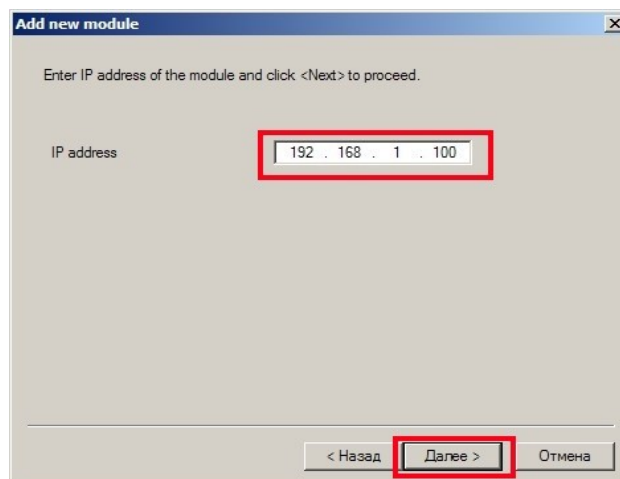 Add new module
Enter IP address of the module and click <Next> to proceed.
IP address 192 . 168 . 1 . 100
< Назад Далее > Отмена